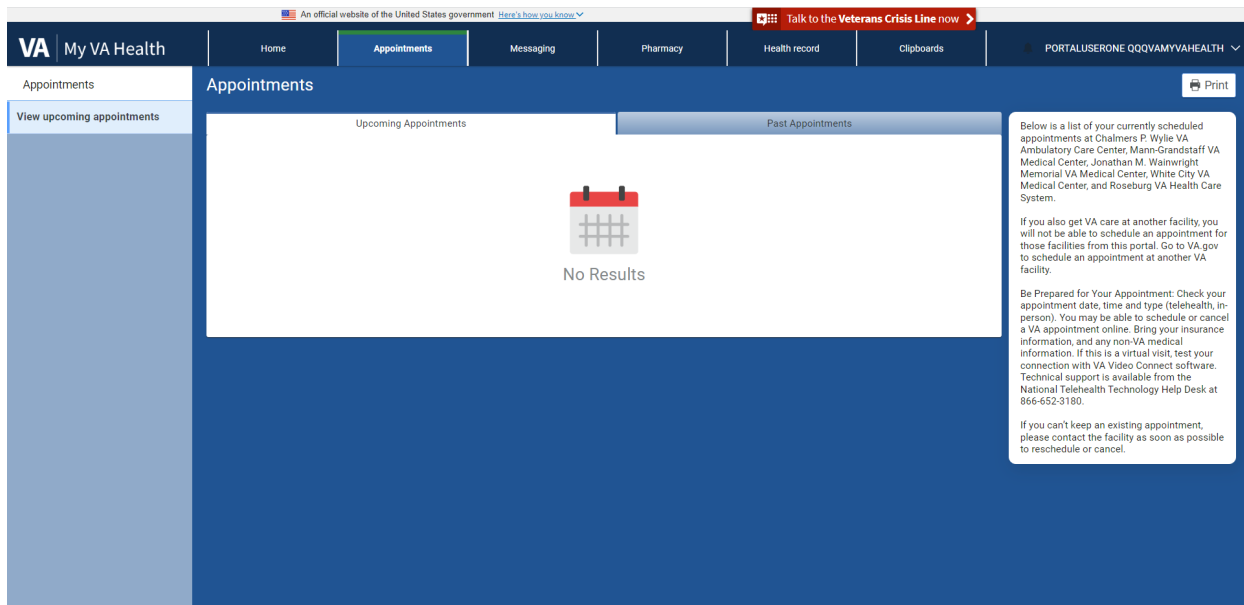 An official website of the United States government Here's how you know
Talk to the Veterans Crisis Line now
VA My VA Health
Home
Appointments
Messaging
Pharmacy
Health record
Clipboards
PORTALUSERONE QQQVAMYVAHEALTH
Appointments
View upcoming appointments
Appointments
Print
Upcoming Appointments
Past Appointments
No Results
Below is a list of your currently scheduled
appointments at Chalmers P. Wylie VA
Ambulatory Care Center, Mann-Grandstaff VA
Medical Center, Jonathan M. Wainwright
Memorial VA Medical Center, White City VA
Medical Center, and Roseburg VA Health Care
System.
If you also get VA care at another facility, you
will not be able to schedule an appointment for
those facilities from this portal. Go to VA.gov
to schedule an appointment at another VA
facility.
Be Prepared for Your Appointment: Check your
appointment date, time and type (telehealth, in-
person). You may be able to schedule or cancel
a VA appointment online. Bring your insurance
information, and any non-VA medical
information. If this is a virtual visit, test your
connection with VA Video Connect software.
Technical support is available from the
National Telehealth Technology Help Desk at
866-652-3180.
If you can't keep an existing appointment,
please contact the facility as soon as possible
to reschedule or cancel.